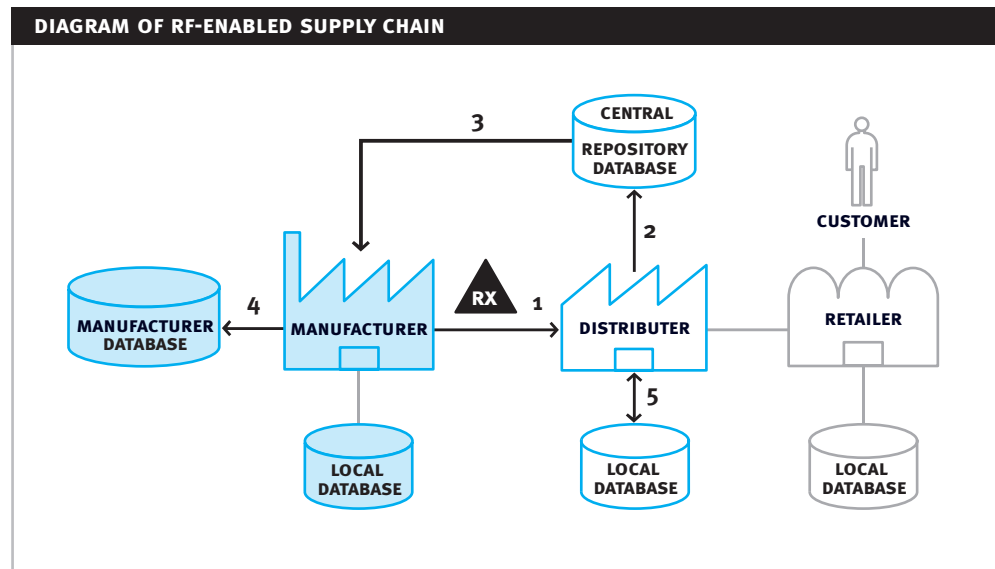 DIAGRAM OF RF-ENABLED SUPPLY CHAIN
CENTRAL
REPOSITORY
DATABASE
3
CUSTOMER
2
RX
1
4
MANUFACTURER
DATABASE
MANUFACTURER
DISTRIBUTER
RETAILER
5
LOCAL
DATABASE
LOCAL
DATABASE
LOCAL
DATABASE